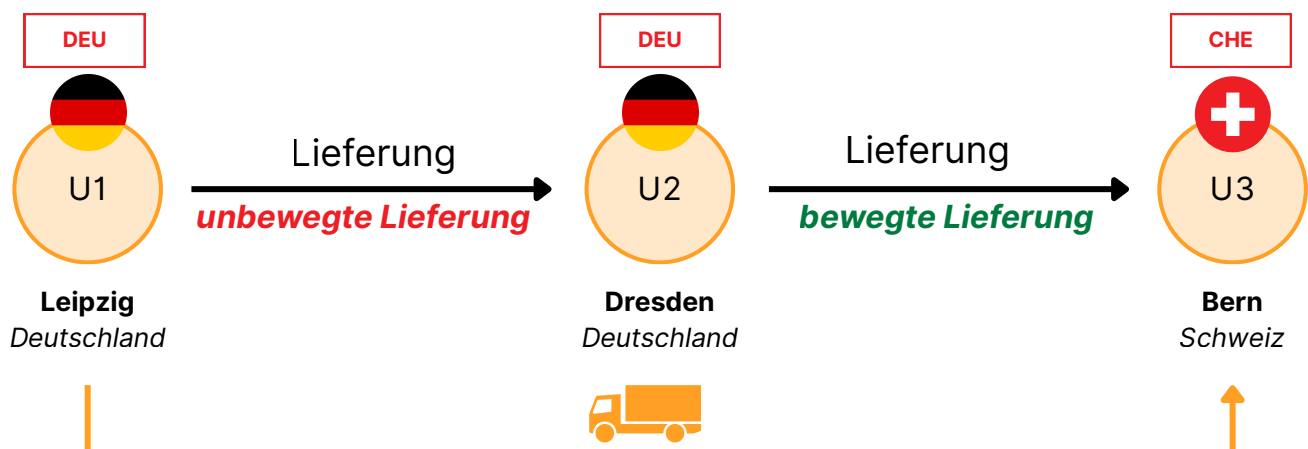 DEU
DEU
CHE
U1
Lieferung
unbewegte Lieferung
U2
Lieferung
bewegte Lieferung
U3
Leipzig
Deutschland
Dresden
Deutschland
Bern
Schweiz